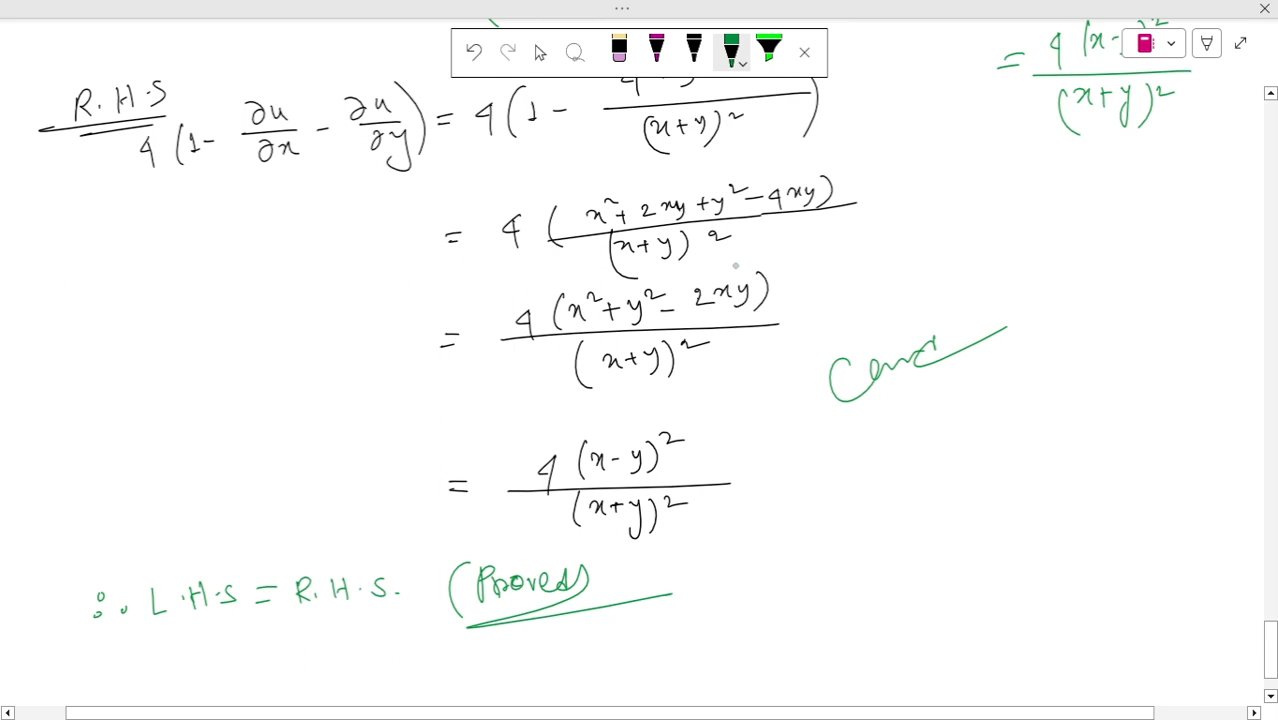 = 4 (x-)²
(x+y)²
R.H.S
4 (1 - ∂u/∂x - ∂u/∂y) = 4 (1 - /(x+y)²)
= 4 (x² + 2xy + y² - 4xy)/(x+y)²
= 4 (x² + y² - 2xy)/(x+y)²
= 4 (x-y)²/(x+y)²
∴ L.H.S = R.H.S. (Proved)